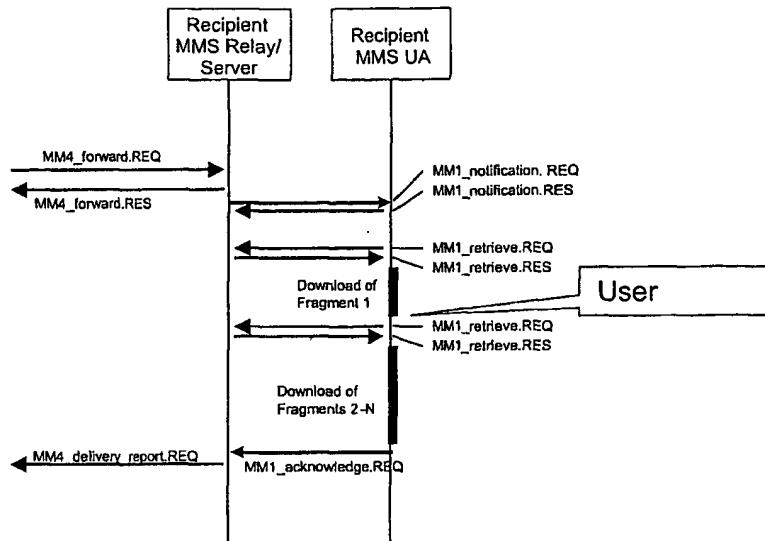 Recipient
MMS Relay/
Server
Recipient
MMS UA
MM4_forward.REQ
MM4_forward.RES
MM1_notification. REQ
MM1_notification.RES
MM1_retrieve.REQ
MM1_retrieve.RES
Download of
Fragment 1
User
MM1_retrieve.REQ
MM1_retrieve.RES
Download of
Fragments 2-N
MM4_delivery_report.REQ
MM1_acknowledge.REQ